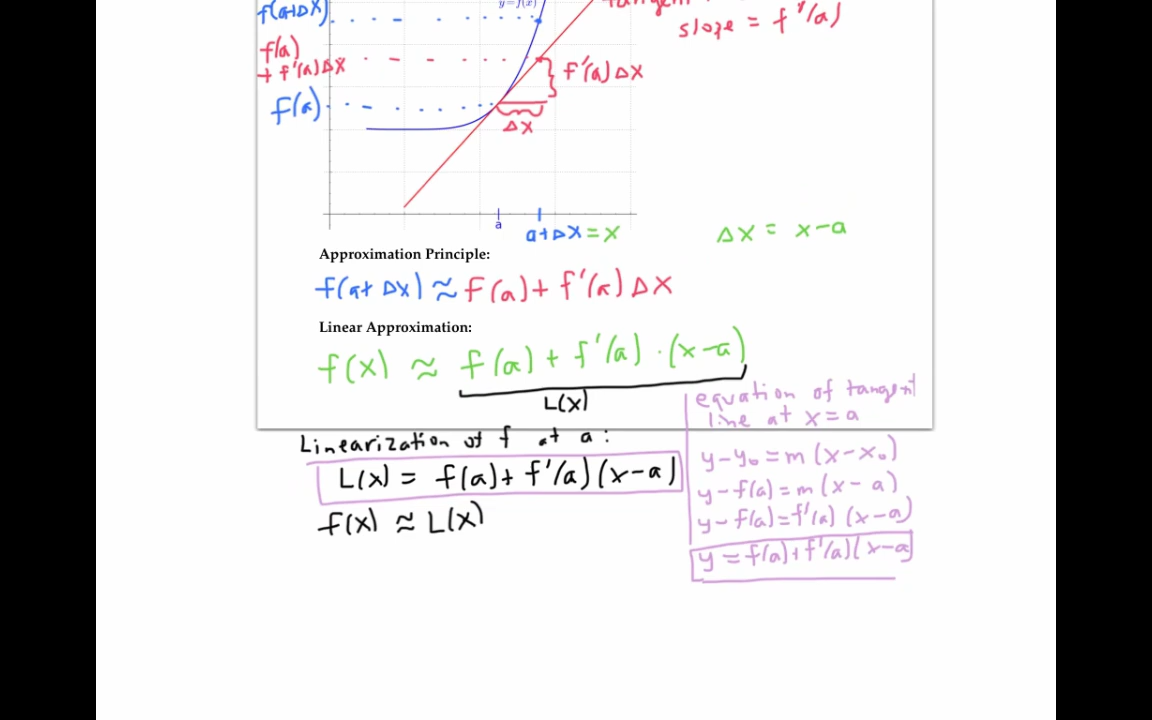 y=f(x)
f(a+Δx)
slope = f'(a)
f(a)
+ f'(a)Δx
f'(a)Δx
f(a)
Δx
a
a+Δx = x
Δx = x-a
Approximation Principle:
f(a+Δx) ≈ f(a) + f'(a)Δx
Linear Approximation:
f(x) ≈ f(a) + f'(a) · (x-a)
L(x)
equation of tangent
line at x = a
Linearization of f at a:
L(x) = f(a) + f'(a)(x-a)
f(x) ≈ L(x)
y-y₀ = m(x-x₀)
y-f(a) = m(x-a)
y-f(a) = f'(a)(x-a)
y = f(a) + f'(a)(x-a